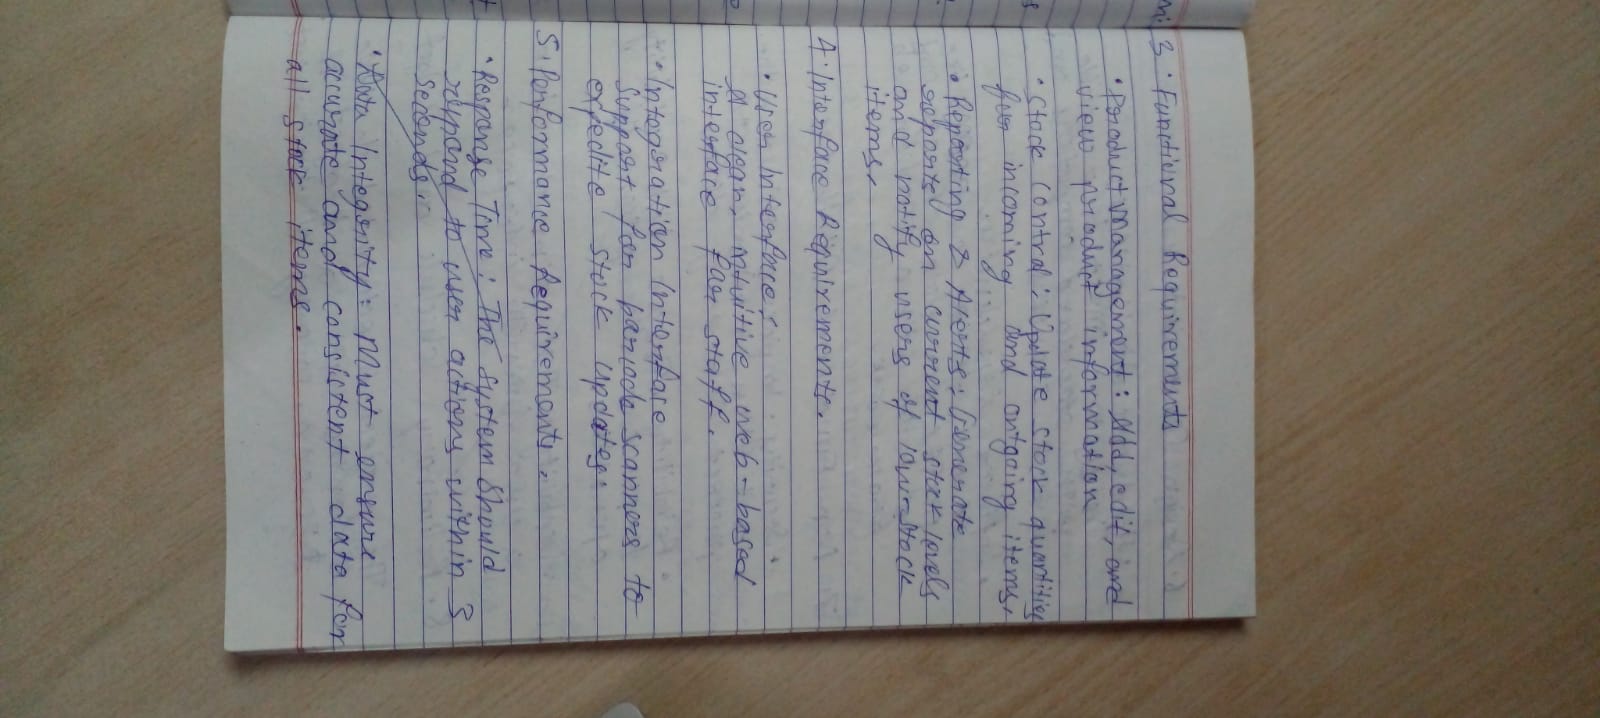 3. Functional Requirements
• Product management: Add, edit, and
view product information
• Stock control: Update stock quantities
for incoming and ontgoing items.
• Reporting & Alerts: Generate
reports on current stock levels
and notify users of low-stock
items.
4. Interface Requirements.
• User Interface:
A clean, intuitive web-based
interface for staff.
• Integration Interface
Support for barcode scanners to
expedite stock updates.
5. Performance Requirements.
• Response Time: The system should
respond to user actions within 3
Seconds.
• Data Integrity: Must ensure
accurate and consistent data for
all stock items.